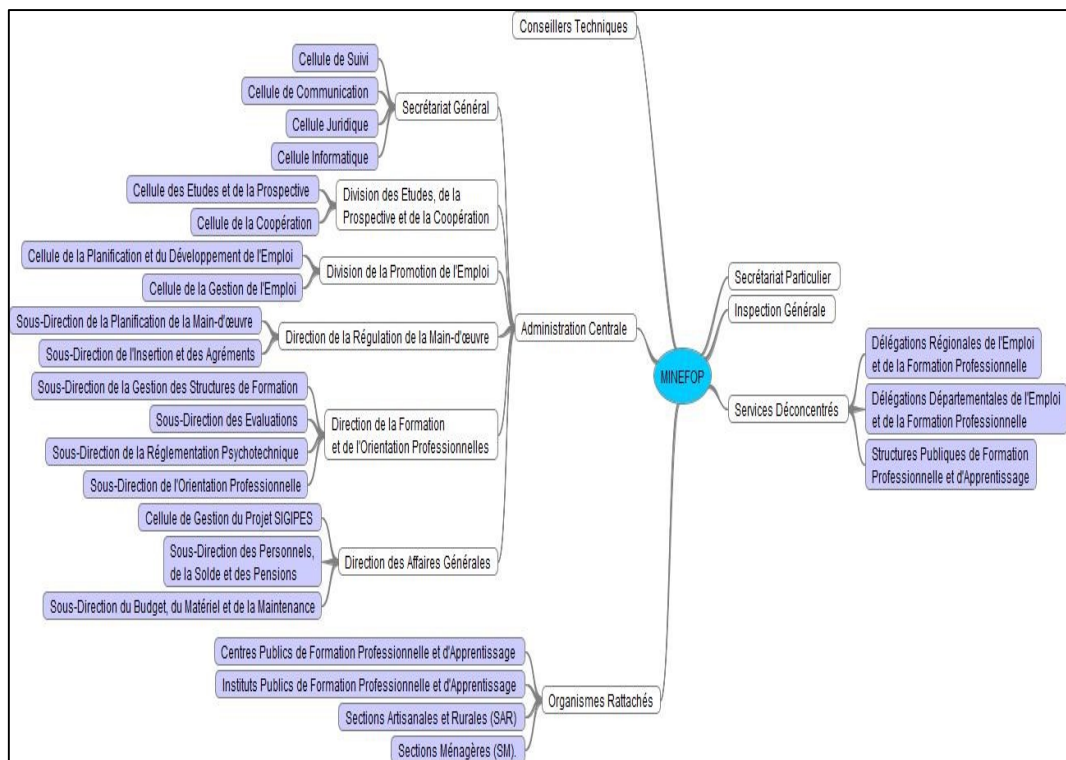 Conseillers Techniques
Cellule de Suivi
Cellule de Communication
Cellule Juridique
Cellule Informatique
Secrétariat Général
Cellule des Etudes et de la Prospective
Cellule de la Coopération
Division des Etudes, de la
Prospective et de la Coopération
Cellule de la Planification et du Développement de l'Emploi
Cellule de la Gestion de l'Emploi
Division de la Promotion de l'Emploi
Sous-Direction de la Planification de la Main-d'œuvre
Sous-Direction de l'Insertion et des Agréments
Direction de la Régulation de la Main-d'œuvre
Administration Centrale
Sous-Direction de la Gestion des Structures de Formation
Sous-Direction des Evaluations
Sous-Direction de la Réglementation Psychotechnique
Sous-Direction de l'Orientation Professionnelle
Direction de la Formation
et de l'Orientation Professionnelles
Cellule de Gestion du Projet SIGIPES
Sous-Direction des Personnels,
de la Solde et des Pensions
Sous-Direction du Budget, du Matériel et de la Maintenance
Direction des Affaires Générales
Centres Publics de Formation Professionnelle et d'Apprentissage
Instituts Publics de Formation Professionnelle et d'Apprentissage
Sections Artisanales et Rurales (SAR)
Sections Ménagères (SM).
Organismes Rattachés
MINEFOP
Secrétariat Particulier
Inspection Générale
Services Déconcentrés
Délégations Régionales de l'Emploi
et de la Formation Professionnelle
Délégations Départementales de l'Emploi
et de la Formation Professionnelle
Structures Publiques de Formation
Professionnelle et d'Apprentissage